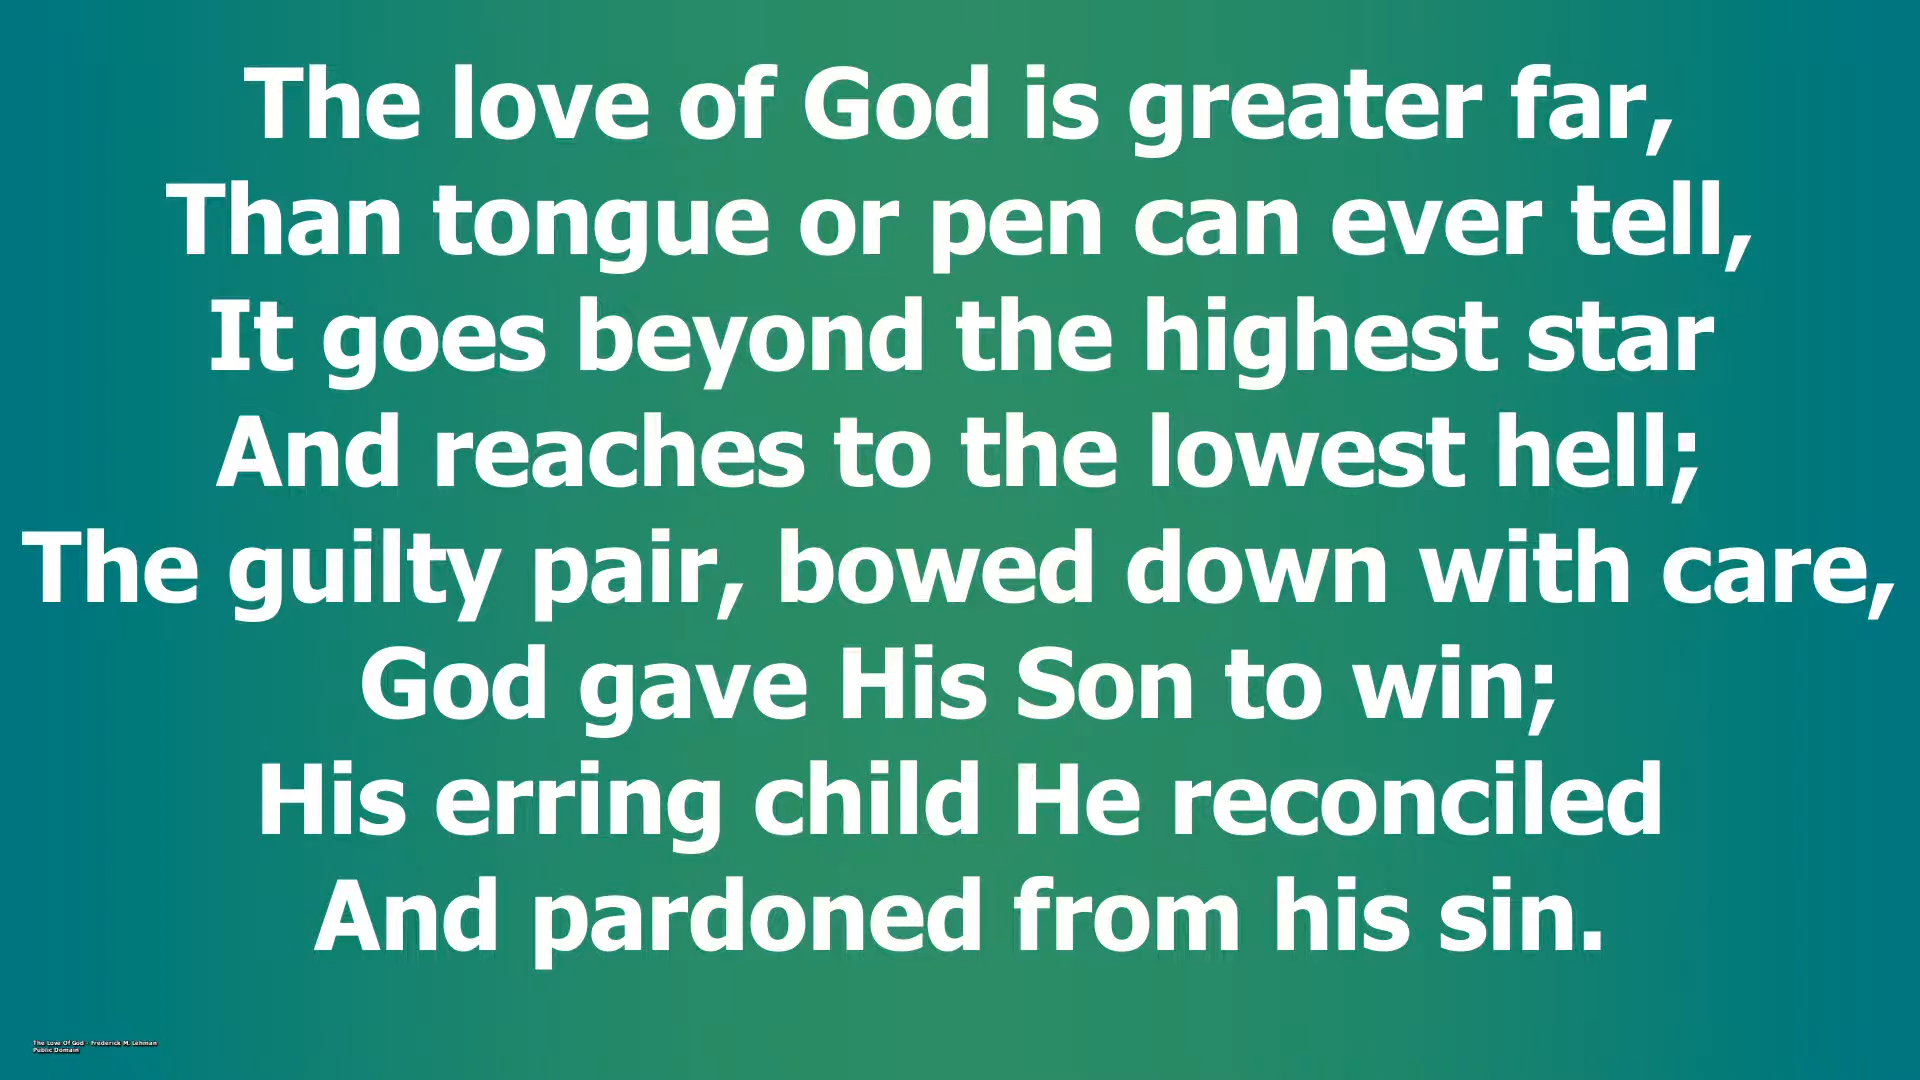 The love of God is greater far,
Than tongue or pen can ever tell,
It goes beyond the highest star
And reaches to the lowest hell;
The guilty pair, bowed down with care,
God gave His Son to win;
His erring child He reconciled
And pardoned from his sin.
The Love Of God - Frederick M. Lehman
Public Domain